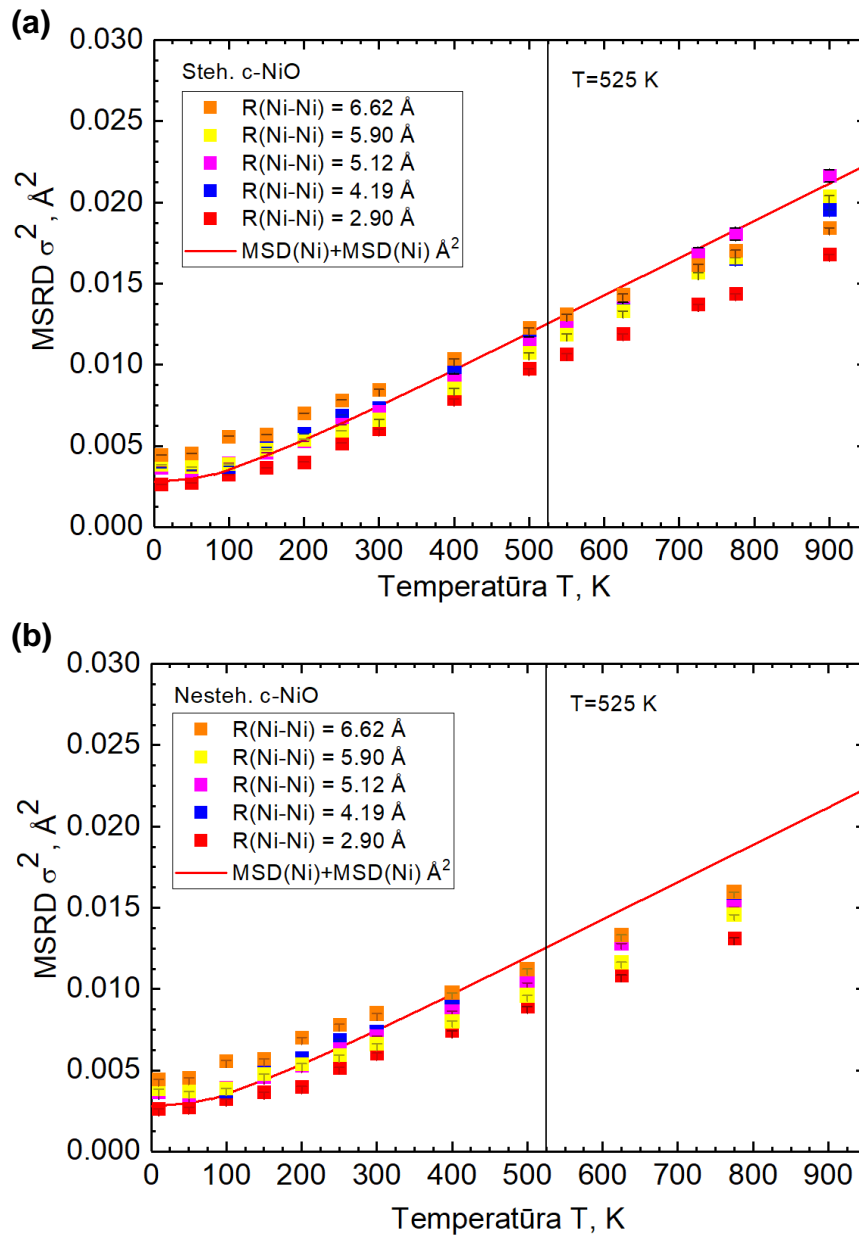 (a)
0.030
0.025
0.020
0.015
0.010
0.005
0.000
MSRD σ², Å²
Steh. c-NiO
R(Ni-Ni) = 6.62 Å
R(Ni-Ni) = 5.90 Å
R(Ni-Ni) = 5.12 Å
R(Ni-Ni) = 4.19 Å
R(Ni-Ni) = 2.90 Å
MSD(Ni)+MSD(Ni) Å²
T=525 K
0 100 200 300 400 500 600 700 800 900
Temperatūra T, K
(b)
0.030
0.025
0.020
0.015
0.010
0.005
0.000
MSRD σ², Å²
Nesteh. c-NiO
R(Ni-Ni) = 6.62 Å
R(Ni-Ni) = 5.90 Å
R(Ni-Ni) = 5.12 Å
R(Ni-Ni) = 4.19 Å
R(Ni-Ni) = 2.90 Å
MSD(Ni)+MSD(Ni) Å²
T=525 K
0 100 200 300 400 500 600 700 800 900
Temperatūra T, K